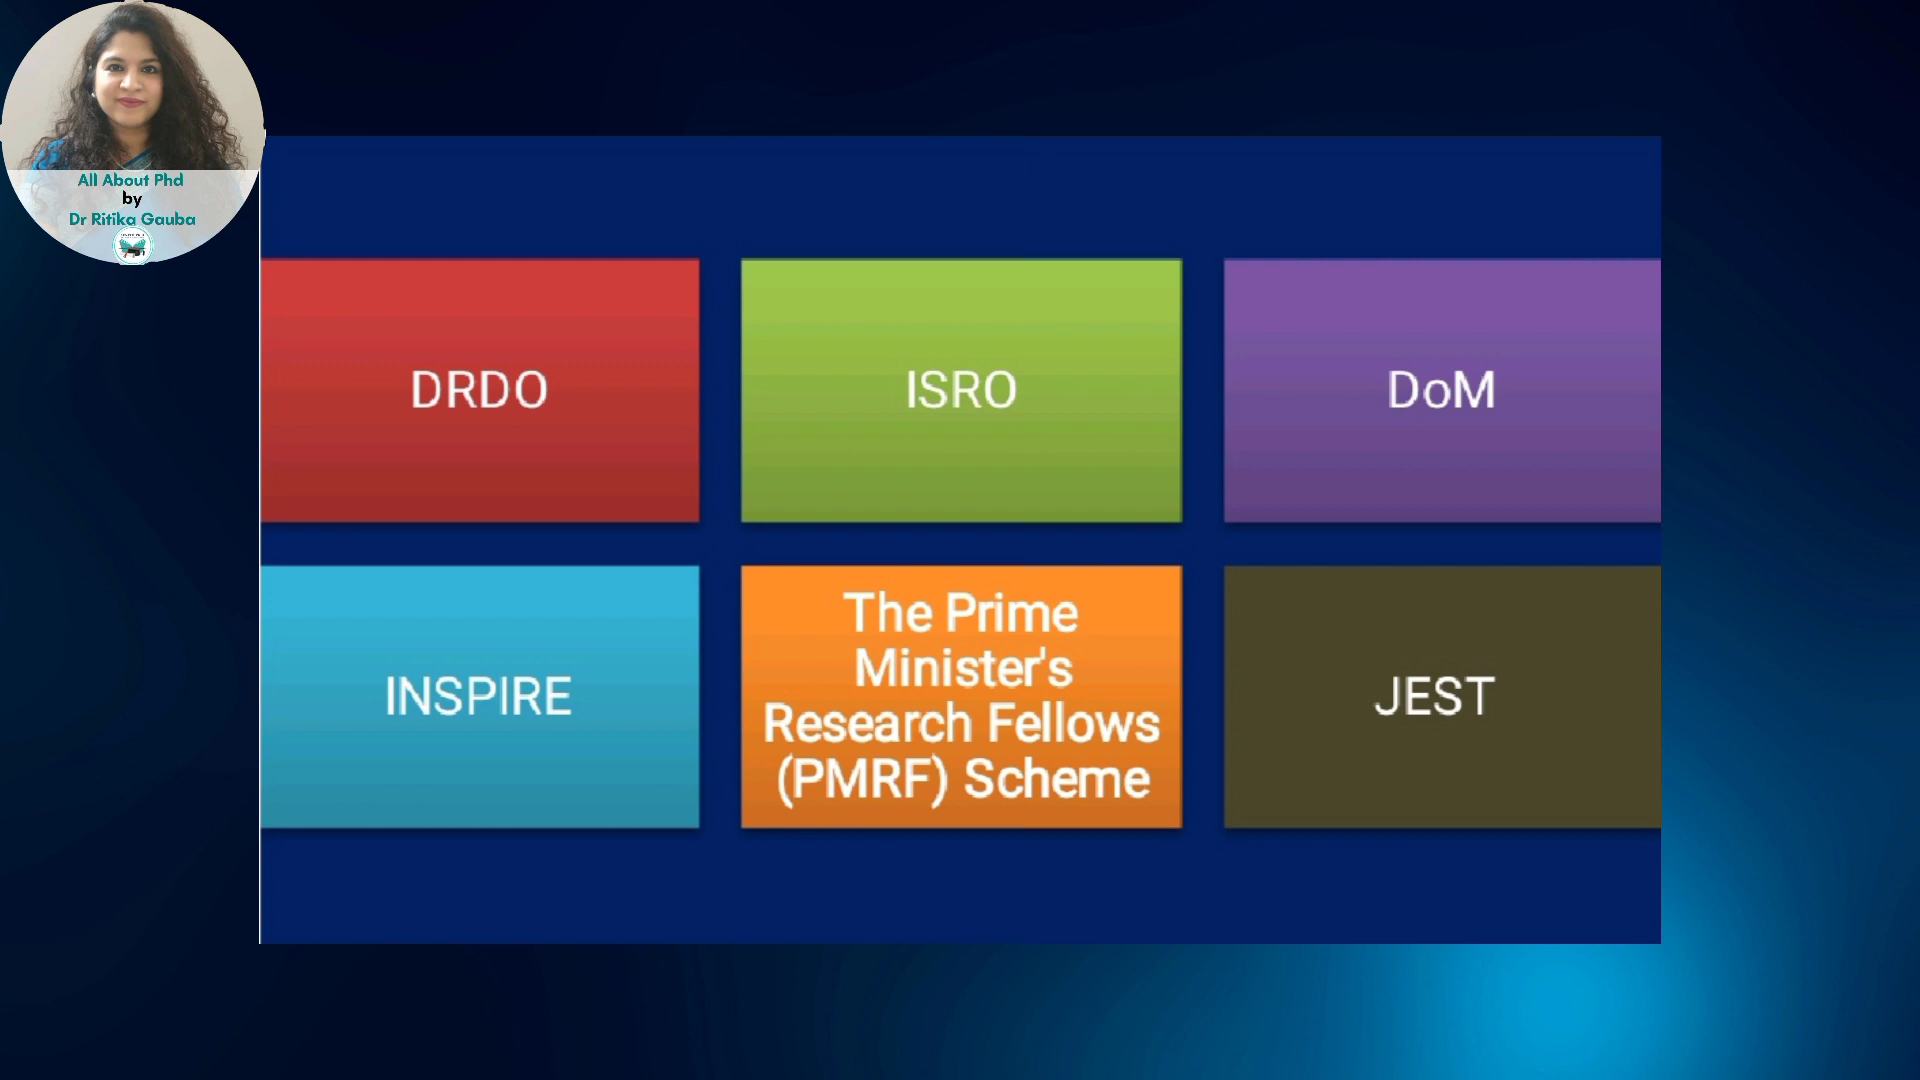 All About Phd
by
Dr Ritika Gauba
DRDO
ISRO
DoM
INSPIRE
The Prime
Minister's
Research Fellows
(PMRF) Scheme
JEST